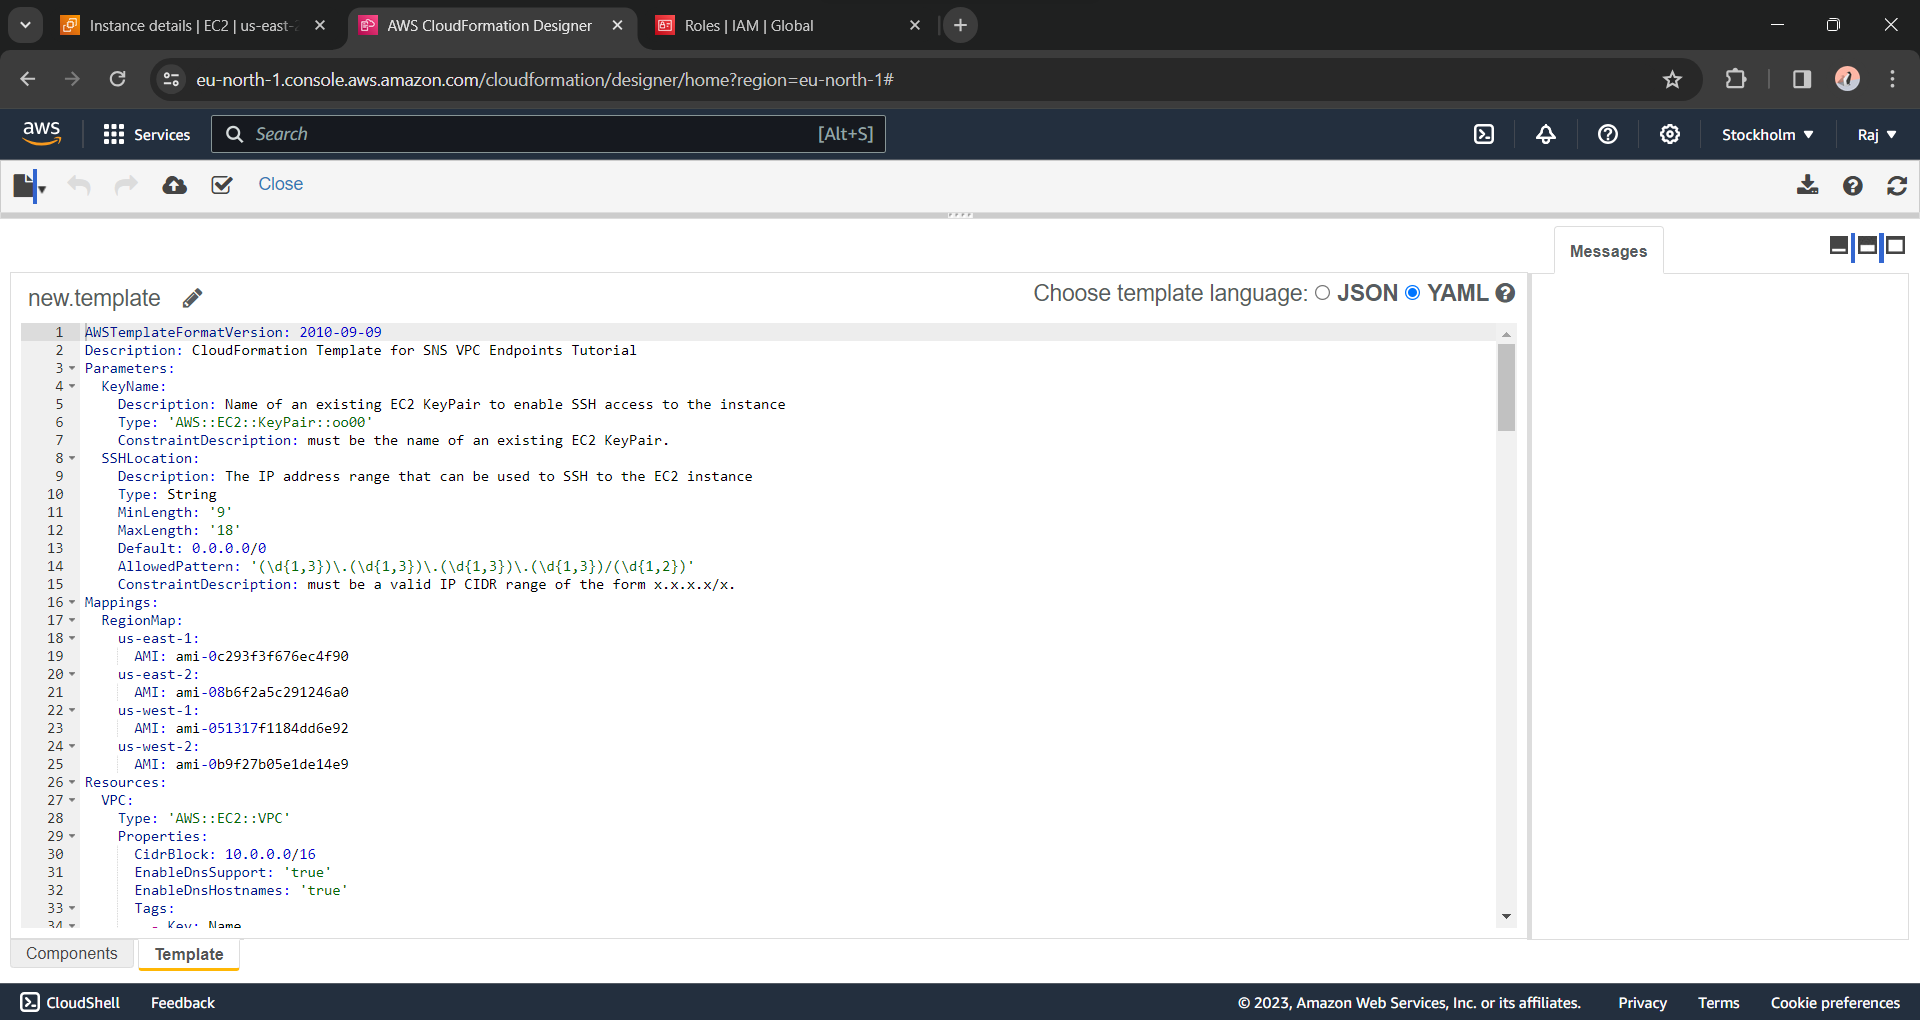 Instance details | EC2 | us-east-2
AWS CloudFormation Designer
Roles | IAM | Global
eu-north-1.console.aws.amazon.com/cloudformation/designer/home?region=eu-north-1#
aws
Services
Search
[Alt+S]
Stockholm
Raj
Close
Messages
new.template
Choose template language: JSON YAML
1 AWSTemplateFormatVersion: 2010-09-09
2 Description: CloudFormation Template for SNS VPC Endpoints Tutorial
3 Parameters:
4 KeyName:
5 Description: Name of an existing EC2 KeyPair to enable SSH access to the instance
6 Type: 'AWS::EC2::KeyPair::oo00'
7 ConstraintDescription: must be the name of an existing EC2 KeyPair.
8 SSHLocation:
9 Description: The IP address range that can be used to SSH to the EC2 instance
10 Type: String
11 MinLength: '9'
12 MaxLength: '18'
13 Default: 0.0.0.0/0
14 AllowedPattern: '(\d{1,3})\.(\d{1,3})\.(\d{1,3})\.(\d{1,3})/(\d{1,2})'
15 ConstraintDescription: must be a valid IP CIDR range of the form x.x.x.x/x.
16 Mappings:
17 RegionMap:
18 us-east-1:
19 AMI: ami-0c293f3f676ec4f90
20 us-east-2:
21 AMI: ami-08b6f2a5c291246a0
22 us-west-1:
23 AMI: ami-051317f1184dd6e92
24 us-west-2:
25 AMI: ami-0b9f27b05e1de14e9
26 Resources:
27 VPC:
28 Type: 'AWS::EC2::VPC'
29 Properties:
30 CidrBlock: 10.0.0.0/16
31 EnableDnsSupport: 'true'
32 EnableDnsHostnames: 'true'
33 Tags:
34 - Key: Name
Components
Template
CloudShell
Feedback
© 2023, Amazon Web Services, Inc. or its affiliates.
Privacy
Terms
Cookie preferences